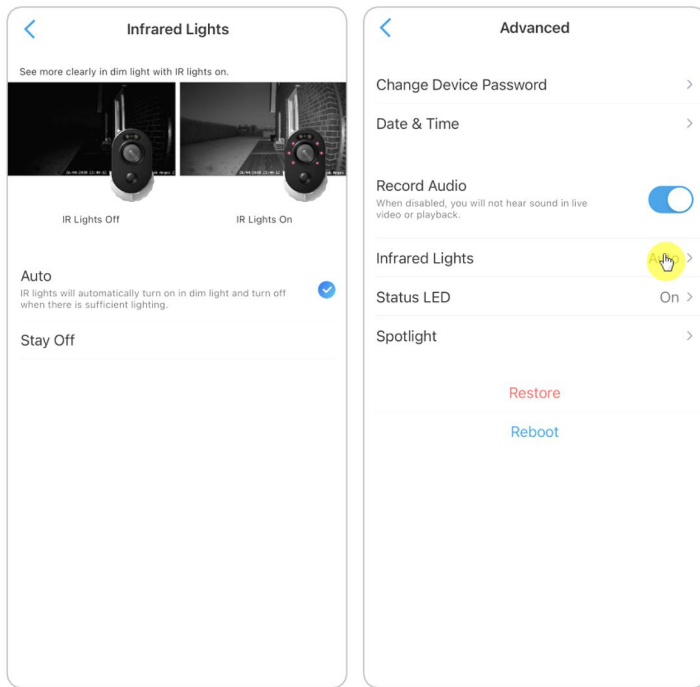 Infrared Lights
See more clearly in dim light with IR lights on.
IR Lights Off
IR Lights On
Auto
IR lights will automatically turn on in dim light and turn off
when there is sufficient lighting.
Stay Off
Advanced
Change Device Password
Date & Time
Record Audio
When disabled, you will not hear sound in live
video or playback.
Infrared Lights
Auto
Status LED
On
Spotlight
Restore
Reboot